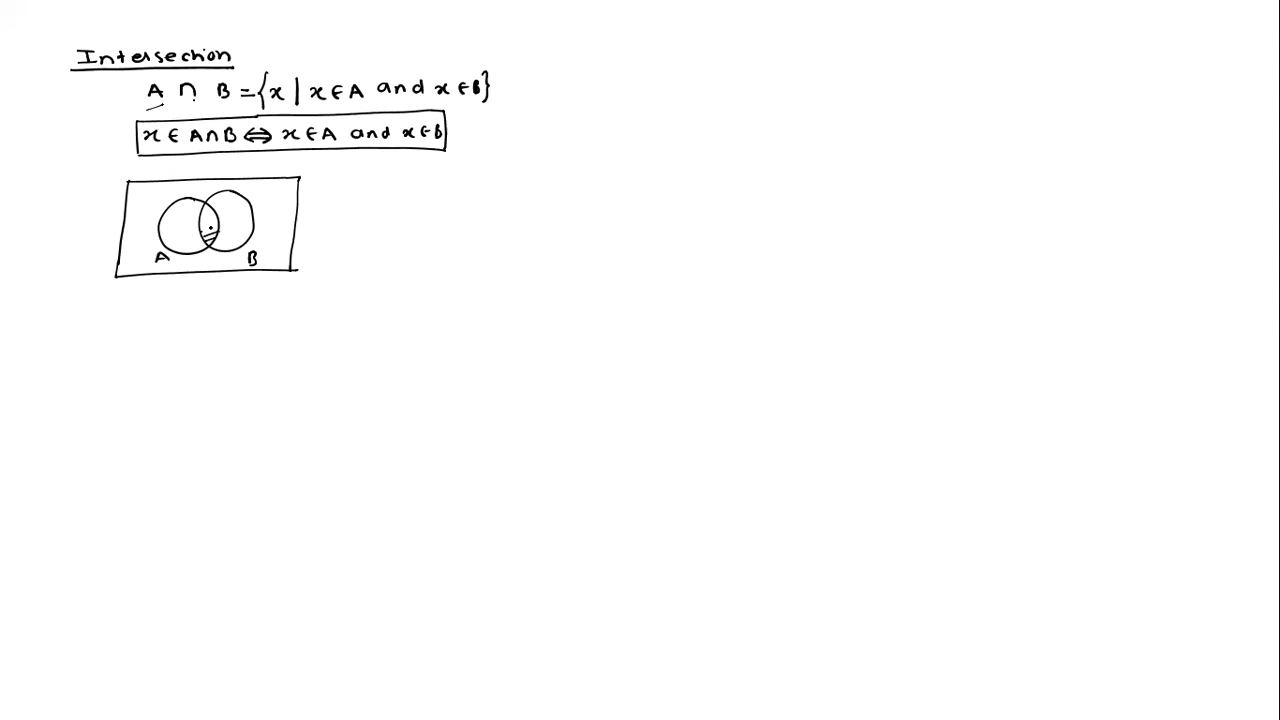 Intersection
A ∩ B = {x | x ∈ A and x ∈ B}
x ∈ A∩B ⇔ x ∈ A and x ∈ B
A B